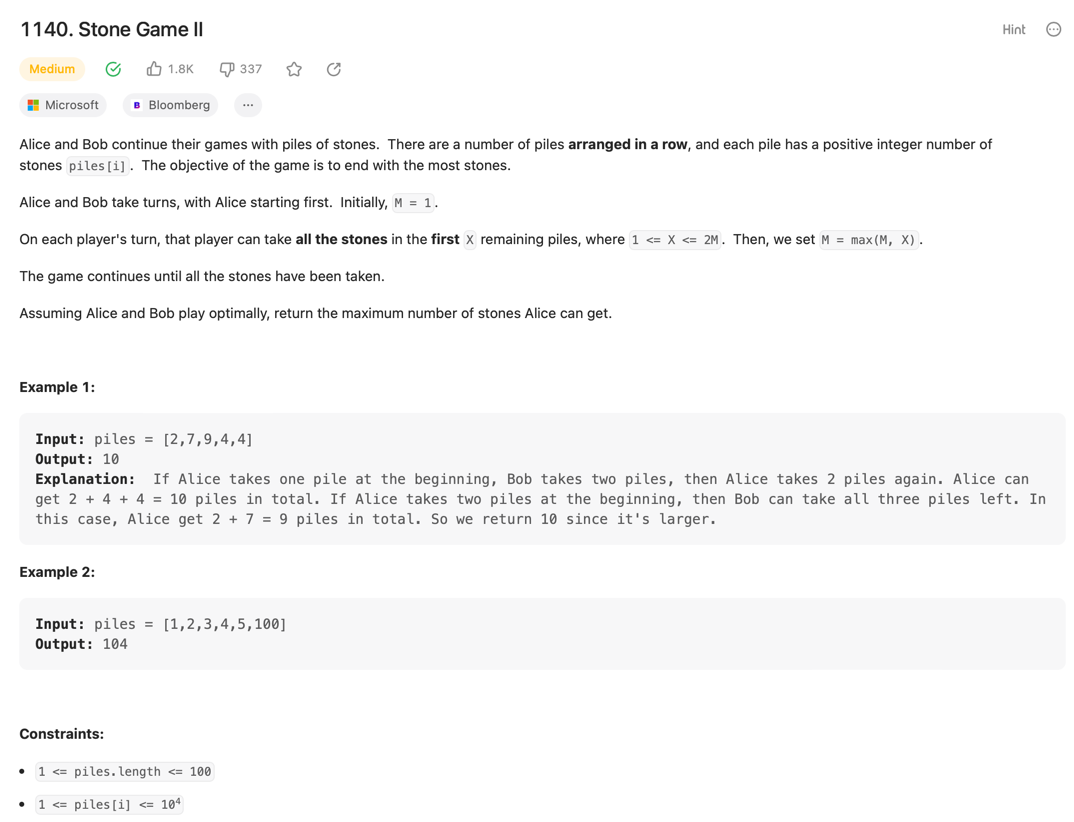 1140. Stone Game II
Hint
Medium
1.8K
337
Microsoft
B Bloomberg
...
Alice and Bob continue their games with piles of stones.  There are a number of piles arranged in a row, and each pile has a positive integer number of
stones piles[i].  The objective of the game is to end with the most stones.
Alice and Bob take turns, with Alice starting first.  Initially, M = 1.
On each player's turn, that player can take all the stones in the first X remaining piles, where 1 <= X <= 2M.  Then, we set M = max(M, X).
The game continues until all the stones have been taken.
Assuming Alice and Bob play optimally, return the maximum number of stones Alice can get.
Example 1:
Input: piles = [2,7,9,4,4]
Output: 10
Explanation:  If Alice takes one pile at the beginning, Bob takes two piles, then Alice takes 2 piles again. Alice can
get 2 + 4 + 4 = 10 piles in total. If Alice takes two piles at the beginning, then Bob can take all three piles left. In
this case, Alice get 2 + 7 = 9 piles in total. So we return 10 since it's larger.
Example 2:
Input: piles = [1,2,3,4,5,100]
Output: 104
Constraints:
• 1 <= piles.length <= 100
• 1 <= piles[i] <= 10⁴